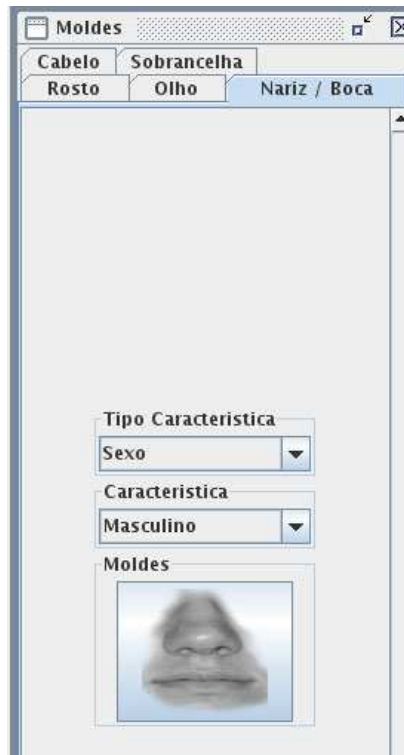 Moldes
Cabelo Sobrancelha
Rosto Olho Nariz / Boca
Tipo Caracteristica
Sexo
Caracteristica
Masculino
Moldes